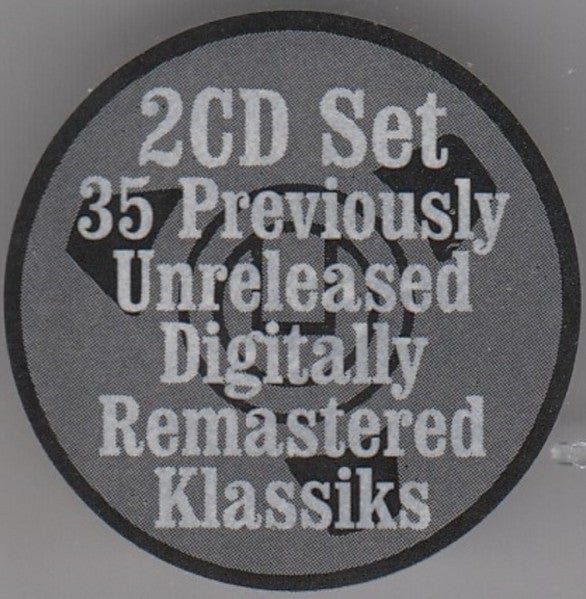 2CD Set
35 Previously
Unreleased
Digitally
Remastered
Klassiks